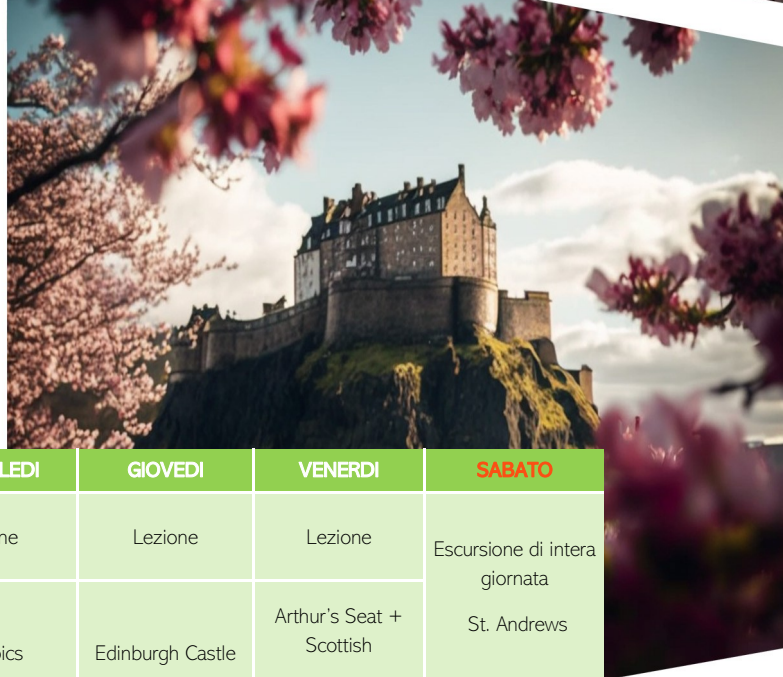 GIOVEDI VENERDI SABATO
Lezione Lezione
Escursione di intera
giornata
Arthur's Seat +
St. Andrews
Scottish
Edinburgh Castle